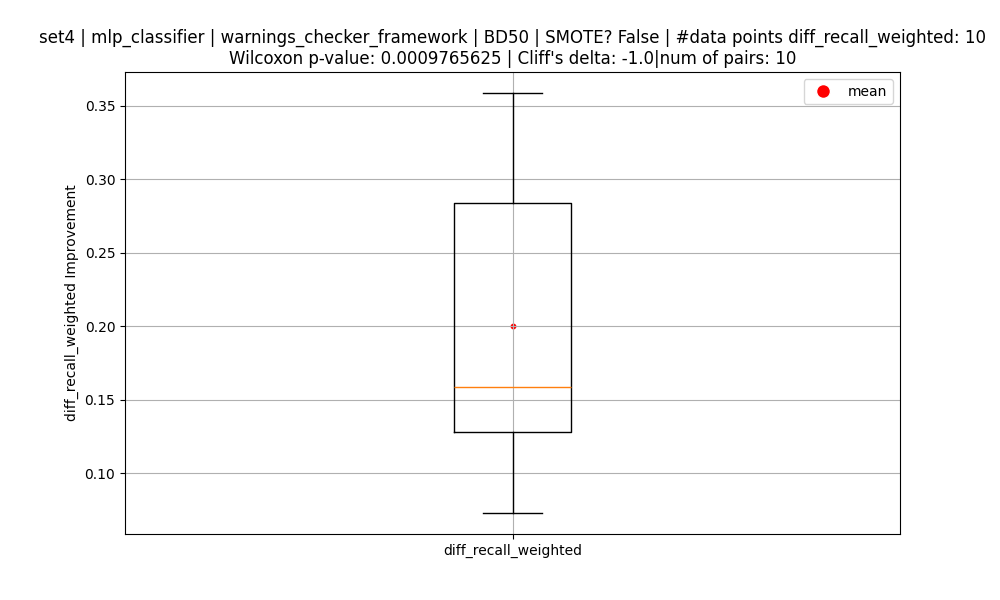 set4 | mlp_classifier | warnings_checker_framework | BD50 | SMOTE? False | #data points diff_recall_weighted: 10
Wilcoxon p-value: 0.0009765625 | Cliff's delta: -1.0|num of pairs: 10
mean
0.35
0.30
0.25
0.20
0.15
0.10
diff_recall_weighted Improvement
diff_recall_weighted